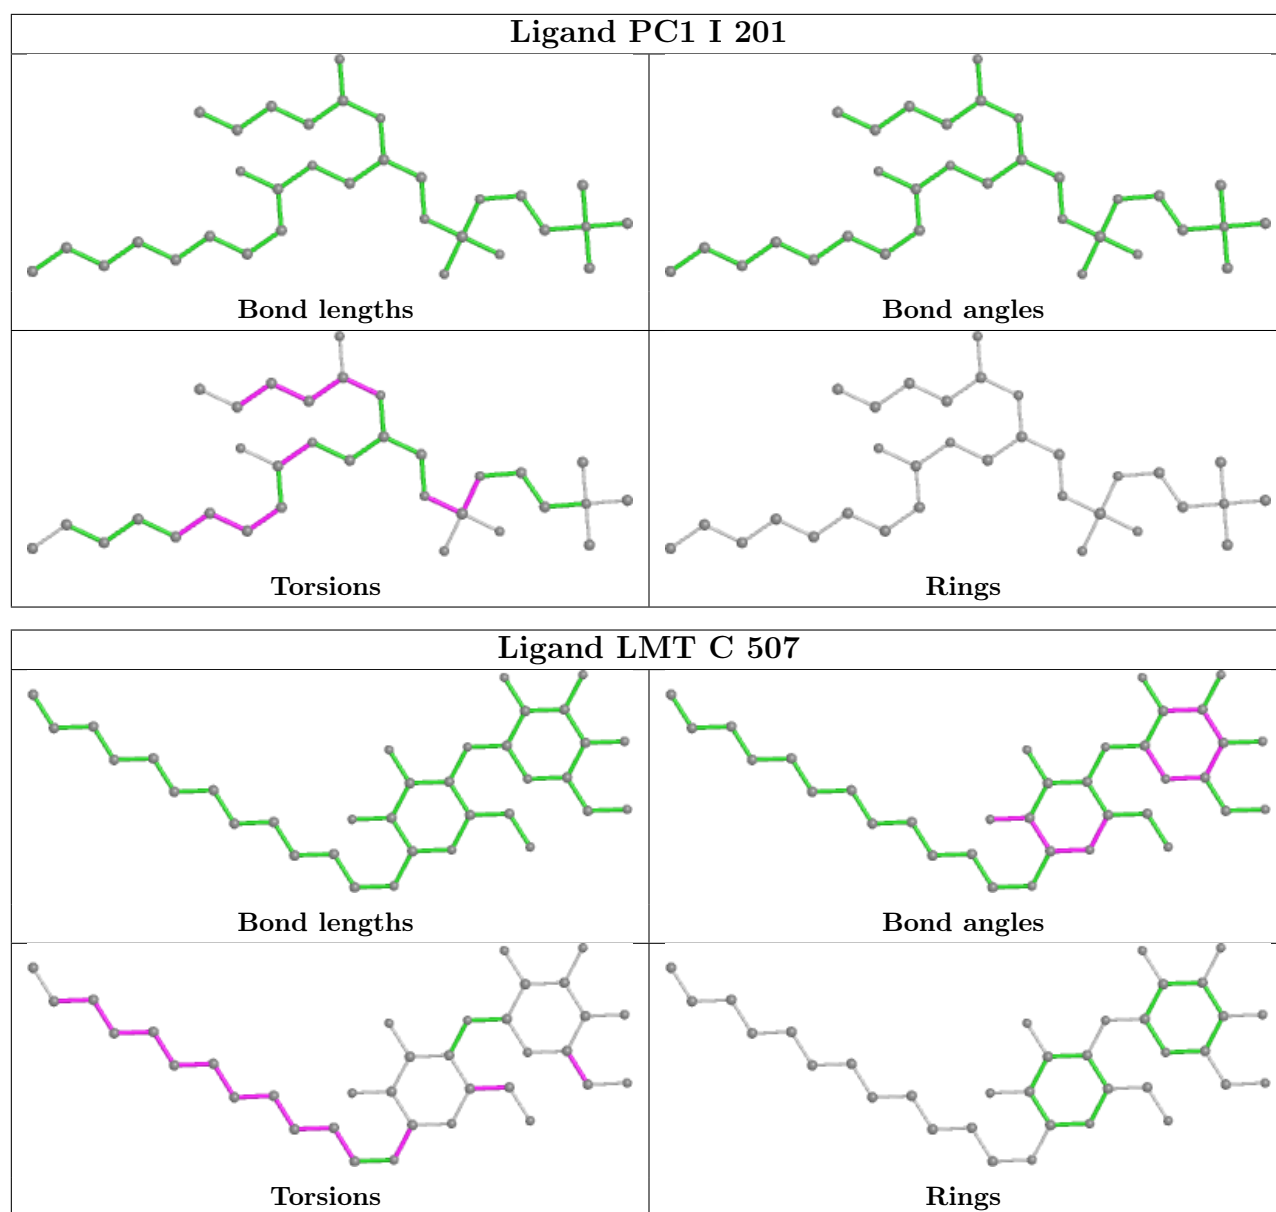 Ligand PC1 I 201
Bond lengths
Bond angles
Torsions
Rings
Ligand LMT C 507
Bond lengths
Bond angles
Torsions
Rings